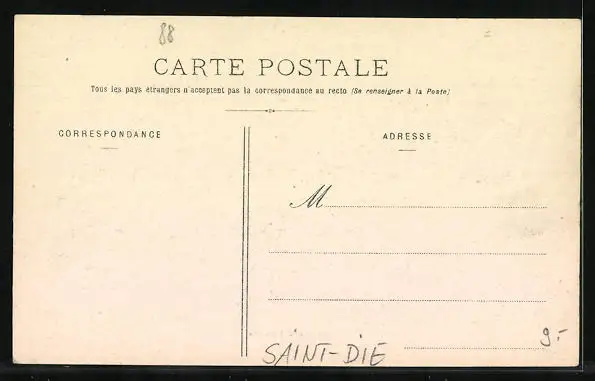 88
CARTE POSTALE
Tous les pays étrangers n'acceptent pas la correspondance au recto (Se renseigner à la Poste)
CORRESPONDANCE
ADRESSE
M
9.-
SAINT-DIE